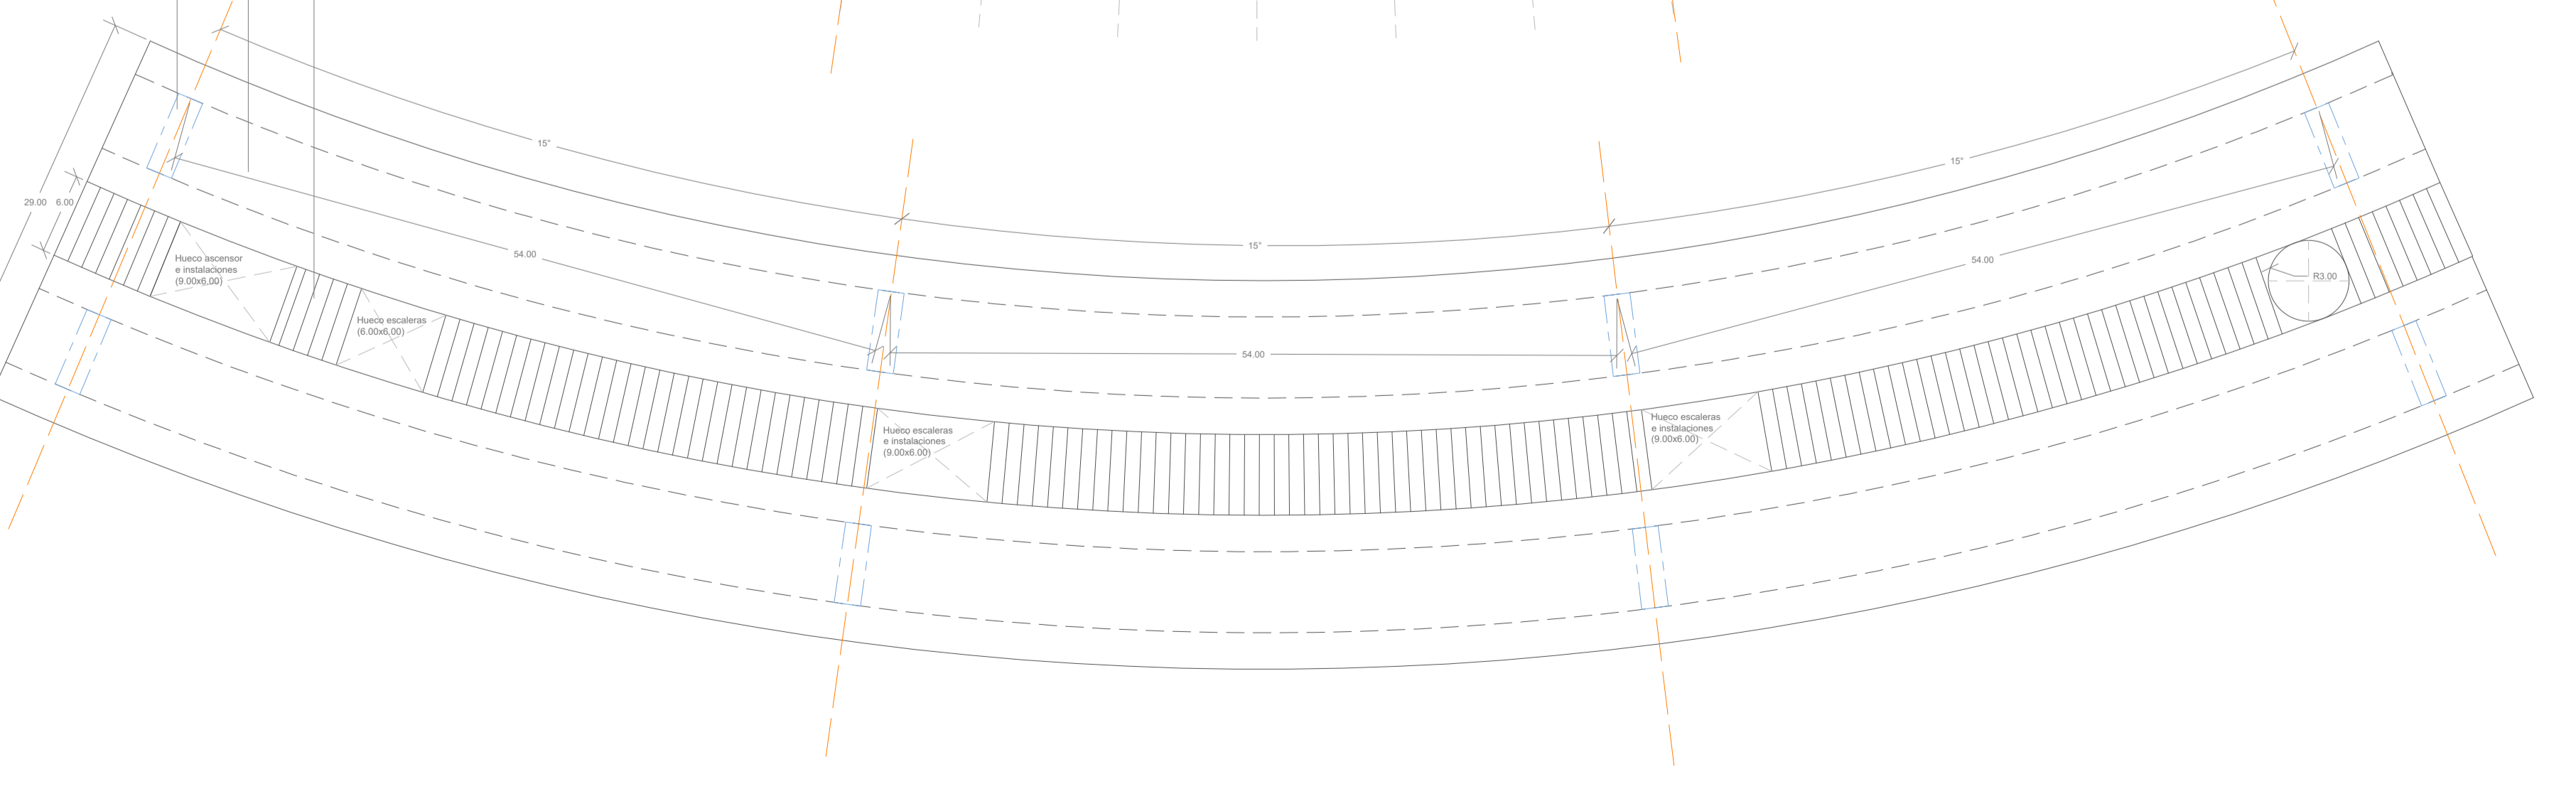 15°
15°
29.00
6.00
15°
54.00
Hueco ascensor
e instalaciones
(9.00x6.00)
54.00
R3.00
Hueco escaleras
(6.00x6.00)
54.00
Hueco escaleras
e instalaciones
(9.00x6.00)
Hueco escaleras
e instalaciones
(9.00x6.00)